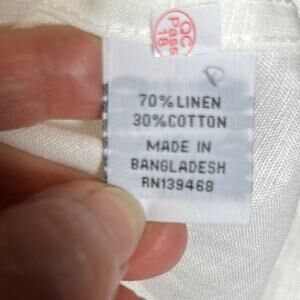 QC
Pass
18
70% LINEN
30% COTTON
MADE IN
BANGLADESH
RN139468